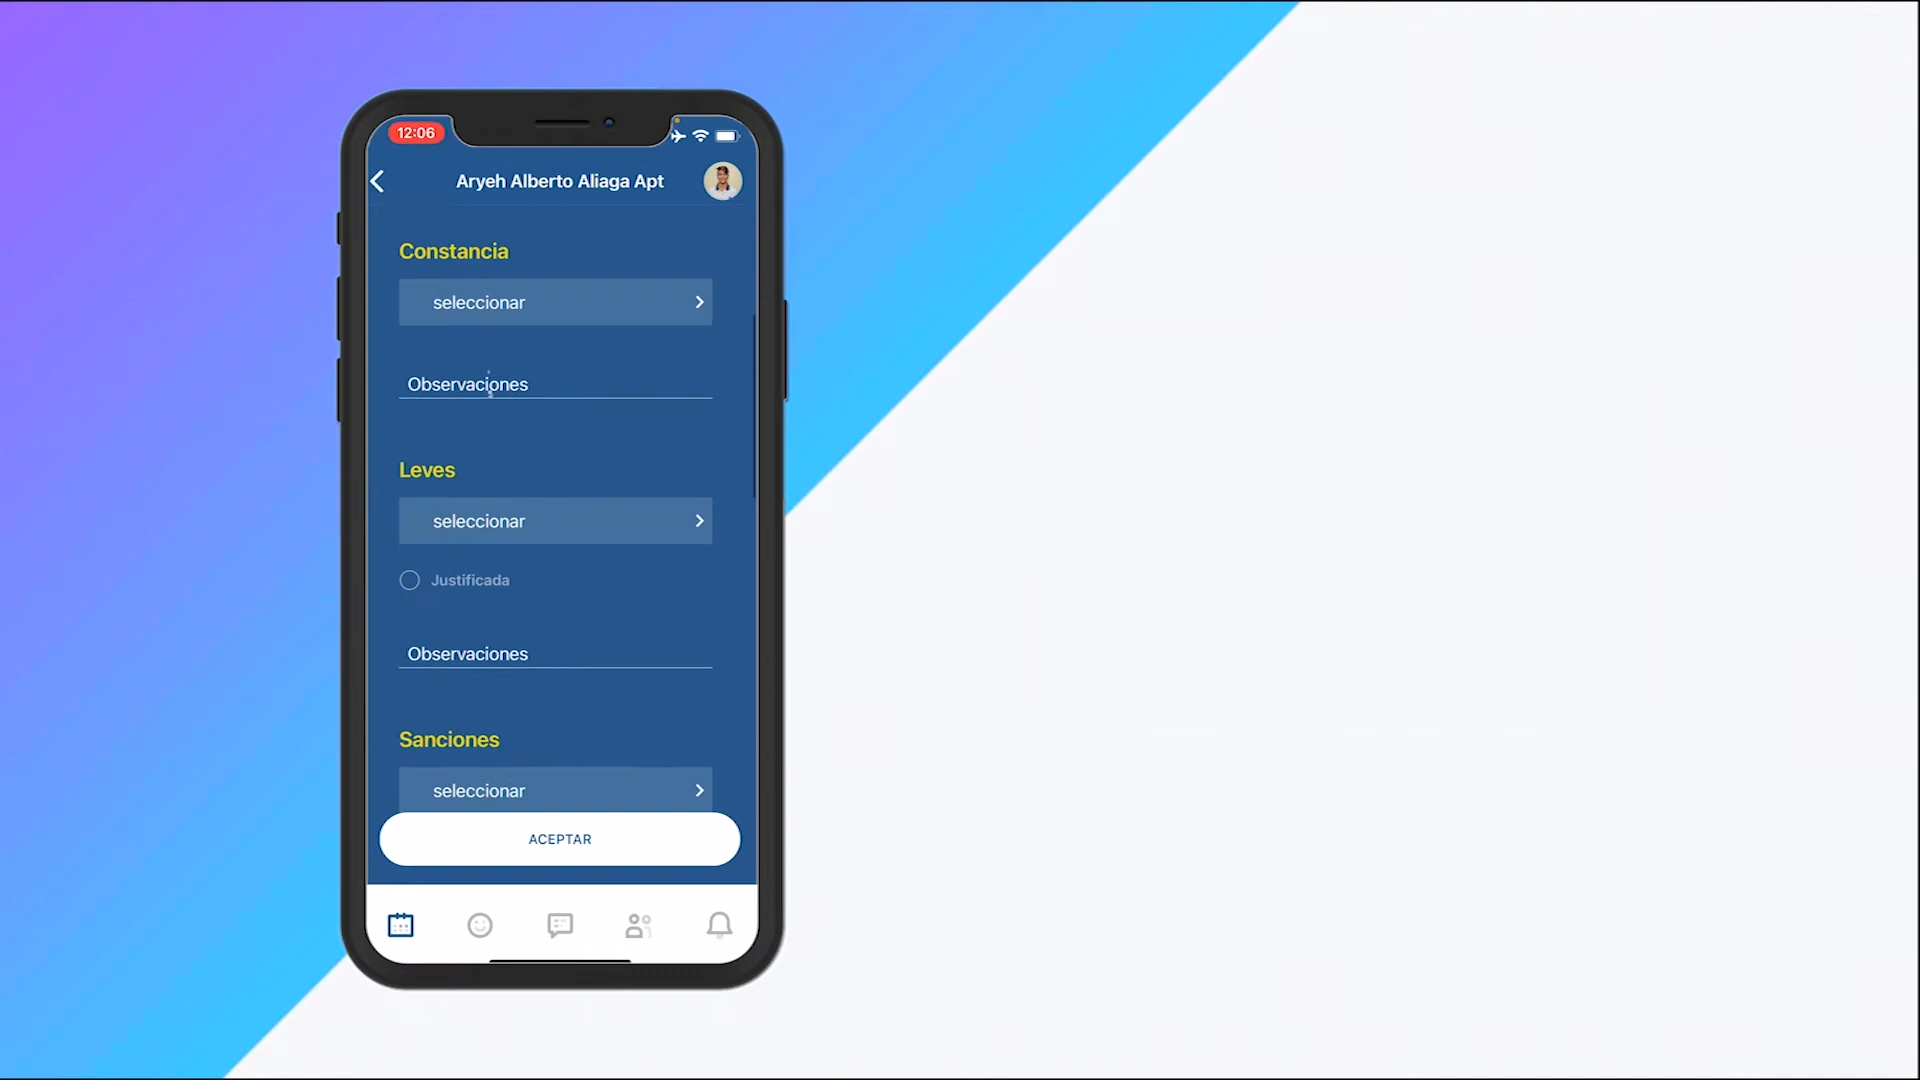 12:06
Aryeh Alberto Aliaga Apt
Constancia
seleccionar
Observaciones
Leves
seleccionar
Justificada
Observaciones
Sanciones
seleccionar
ACEPTAR